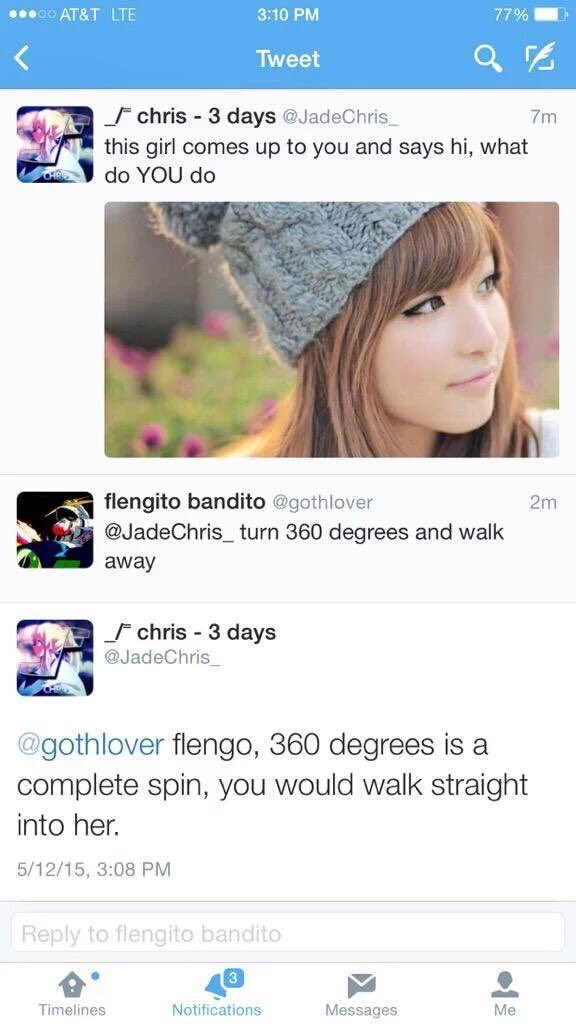 AT&T LTE 3:10 PM 77%
Tweet
_/‾ chris - 3 days @JadeChris_ 7m
this girl comes up to you and says hi, what
do YOU do
flengito bandito @gothlover 2m
@JadeChris_ turn 360 degrees and walk
away
_/‾ chris - 3 days
@JadeChris_
@gothlover flengo, 360 degrees is a
complete spin, you would walk straight
into her.
5/12/15, 3:08 PM
Reply to flengito bandito
3
Timelines Notifications Messages Me